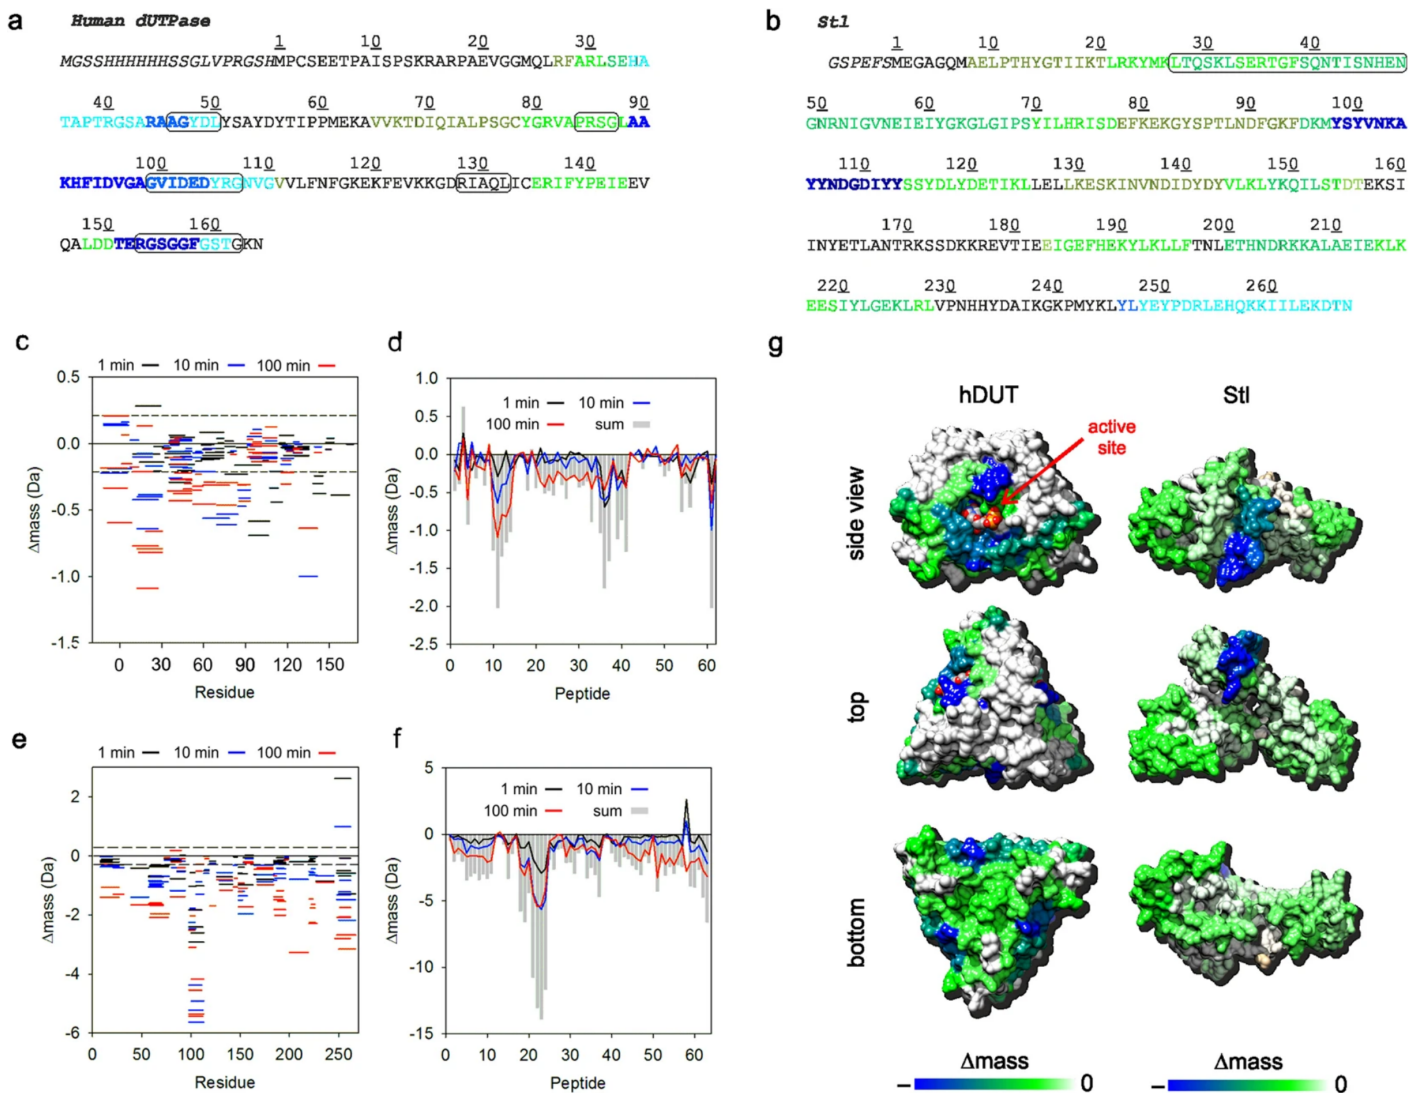 a
Human dUTPase
1 10 20 30
MGSSHHHHHHSSGLVPRGSHMPCSEETPAISPSKRARPAEVGGMQLRFARLSEHA
40 50 60 70 80 90
TAPTRGSARAAGYDLYSAYDYTIPPMEKAVVKTDIQIALPSGCYGRVAPRSGLAA
100 110 120 130 140
KHFIDVGAGVIDEDYRGNVGVVLFNFGKEKFEVKKGDRIAQLICERIFYPEIEEV
150 160
QALDDTERGSGGFGSTGKN
b
Stl
1 10 20 30 40
GSPEFSMEGAGQMAELPTHYGTIIKTLRKYMKLTQSKLSERTGFSQNTISNHEN
50 60 70 80 90 100
GNRNIGVNEIEIYGKGLGIPSYILHRISDEFKEKGYSPTLNDFGKFDKMYSYVNKA
110 120 130 140 150 160
YYNDGDIYYSSYDLYDETIKLLELLKESKINVNDIDYDYVLKLYKQILSTDTEKSI
170 180 190 200 210
INYETLANTRKSSDKKREVTIEEIGEFHEKYLKLLFTNLETHNDRKKALAEIEKLK
220 230 240 250 260
EESIYLGEKLRLVPNHHYDAIKGKPMYKLYLYEYPDRLEHQKKIILEKDTN
c
1 min 10 min 100 min
0.5
0.0
-0.5
-1.0
-1.5
Δmass (Da)
0 30 60 90 120 150
Residue
d
1 min 10 min
100 min sum
1.0
0.5
0.0
-0.5
-1.0
-1.5
-2.0
-2.5
Δmass (Da)
0 10 20 30 40 50 60
Peptide
e
1 min 10 min 100 min
2
0
-2
-4
-6
Δmass (Da)
0 50 100 150 200 250
Residue
f
1 min 10 min
100 min sum
5
0
-5
-10
-15
Δmass (Da)
0 10 20 30 40 50 60
Peptide
g
hDUT Stl
active
site
side view
top
bottom
Δmass Δmass
– 0 – 0